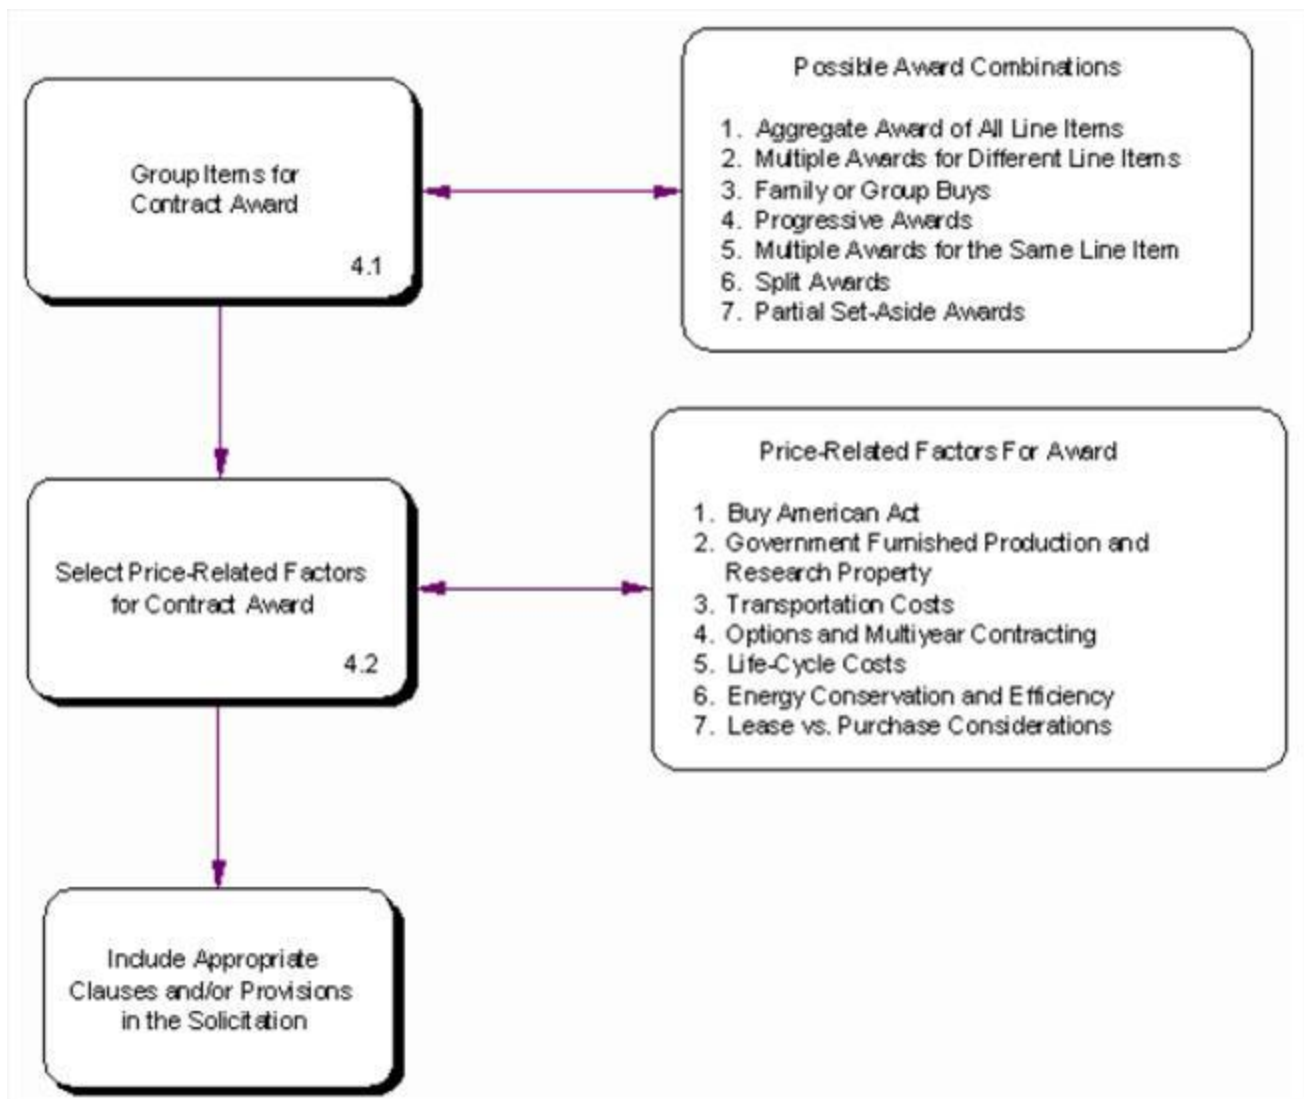 Group Items for
Contract Award
4.1
Possible Award Combinations
1. Aggregate Award of All Line Items
2. Multiple Awards for Different Line Items
3. Family or Group Buys
4. Progressive Awards
5. Multiple Awards for the Same Line Item
6. Split Awards
7. Partial Set-Aside Awards
Select Price-Related Factors
for Contract Award
4.2
Price-Related Factors For Award
1. Buy American Act
2. Government Furnished Production and
Research Property
3. Transportation Costs
4. Options and Multiyear Contracting
5. Life-Cycle Costs
6. Energy Conservation and Efficiency
7. Lease vs. Purchase Considerations
Include Appropriate
Clauses and/or Provisions
in the Solicitation